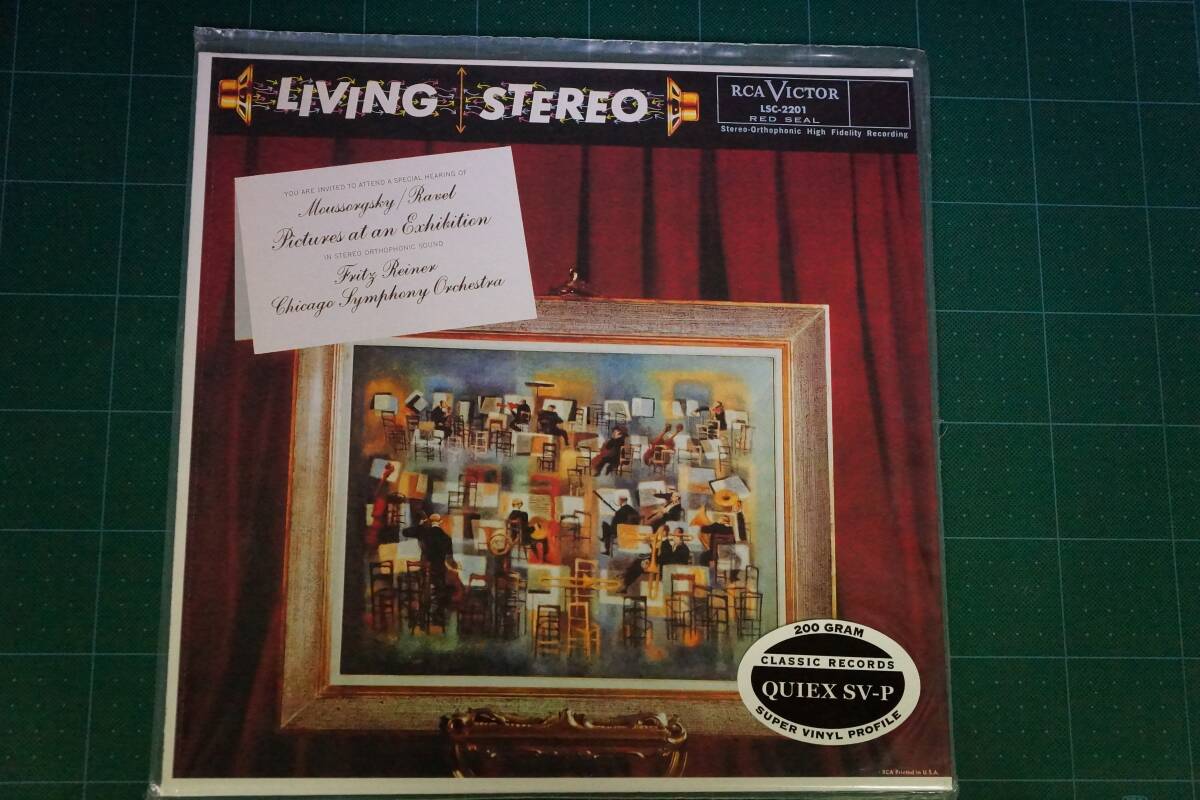 LIVING STEREO
RCA VICTOR
LSC-2201
RED SEAL
Stereo-Orthophonic High Fidelity Recording
YOU ARE INVITED TO ATTEND A SPECIAL HEARING OF
Moussorgsky/Ravel
Pictures at an Exhibition
IN STEREO ORTHOPHONIC SOUND
Fritz Reiner
Chicago Symphony Orchestra
200 GRAM
CLASSIC RECORDS
QUIEX SV-P
SUPER VINYL PROFILE
RCA Printed in U.S.A.